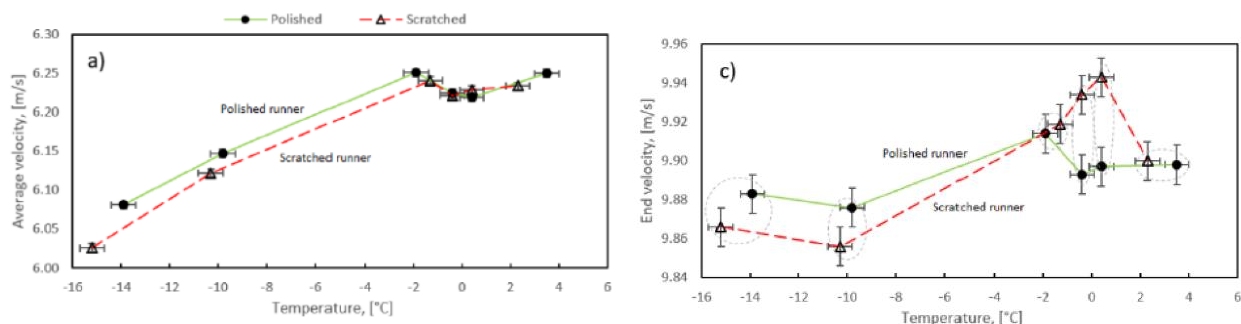 Polished Scratched
a)
Average velocity, [m/s]
6.30
6.25
6.20
6.15
6.10
6.05
6.00
Polished runner
Scratched runner
-16 -14 -12 -10 -8 -6 -4 -2 0 2 4 6
Temperature, [°C]
c)
End velocity, [m/s]
9.96
9.94
9.92
9.90
9.88
9.86
9.84
Polished runner
Scratched runner
-16 -14 -12 -10 -8 -6 -4 -2 0 2 4 6
Temperature, [°C]